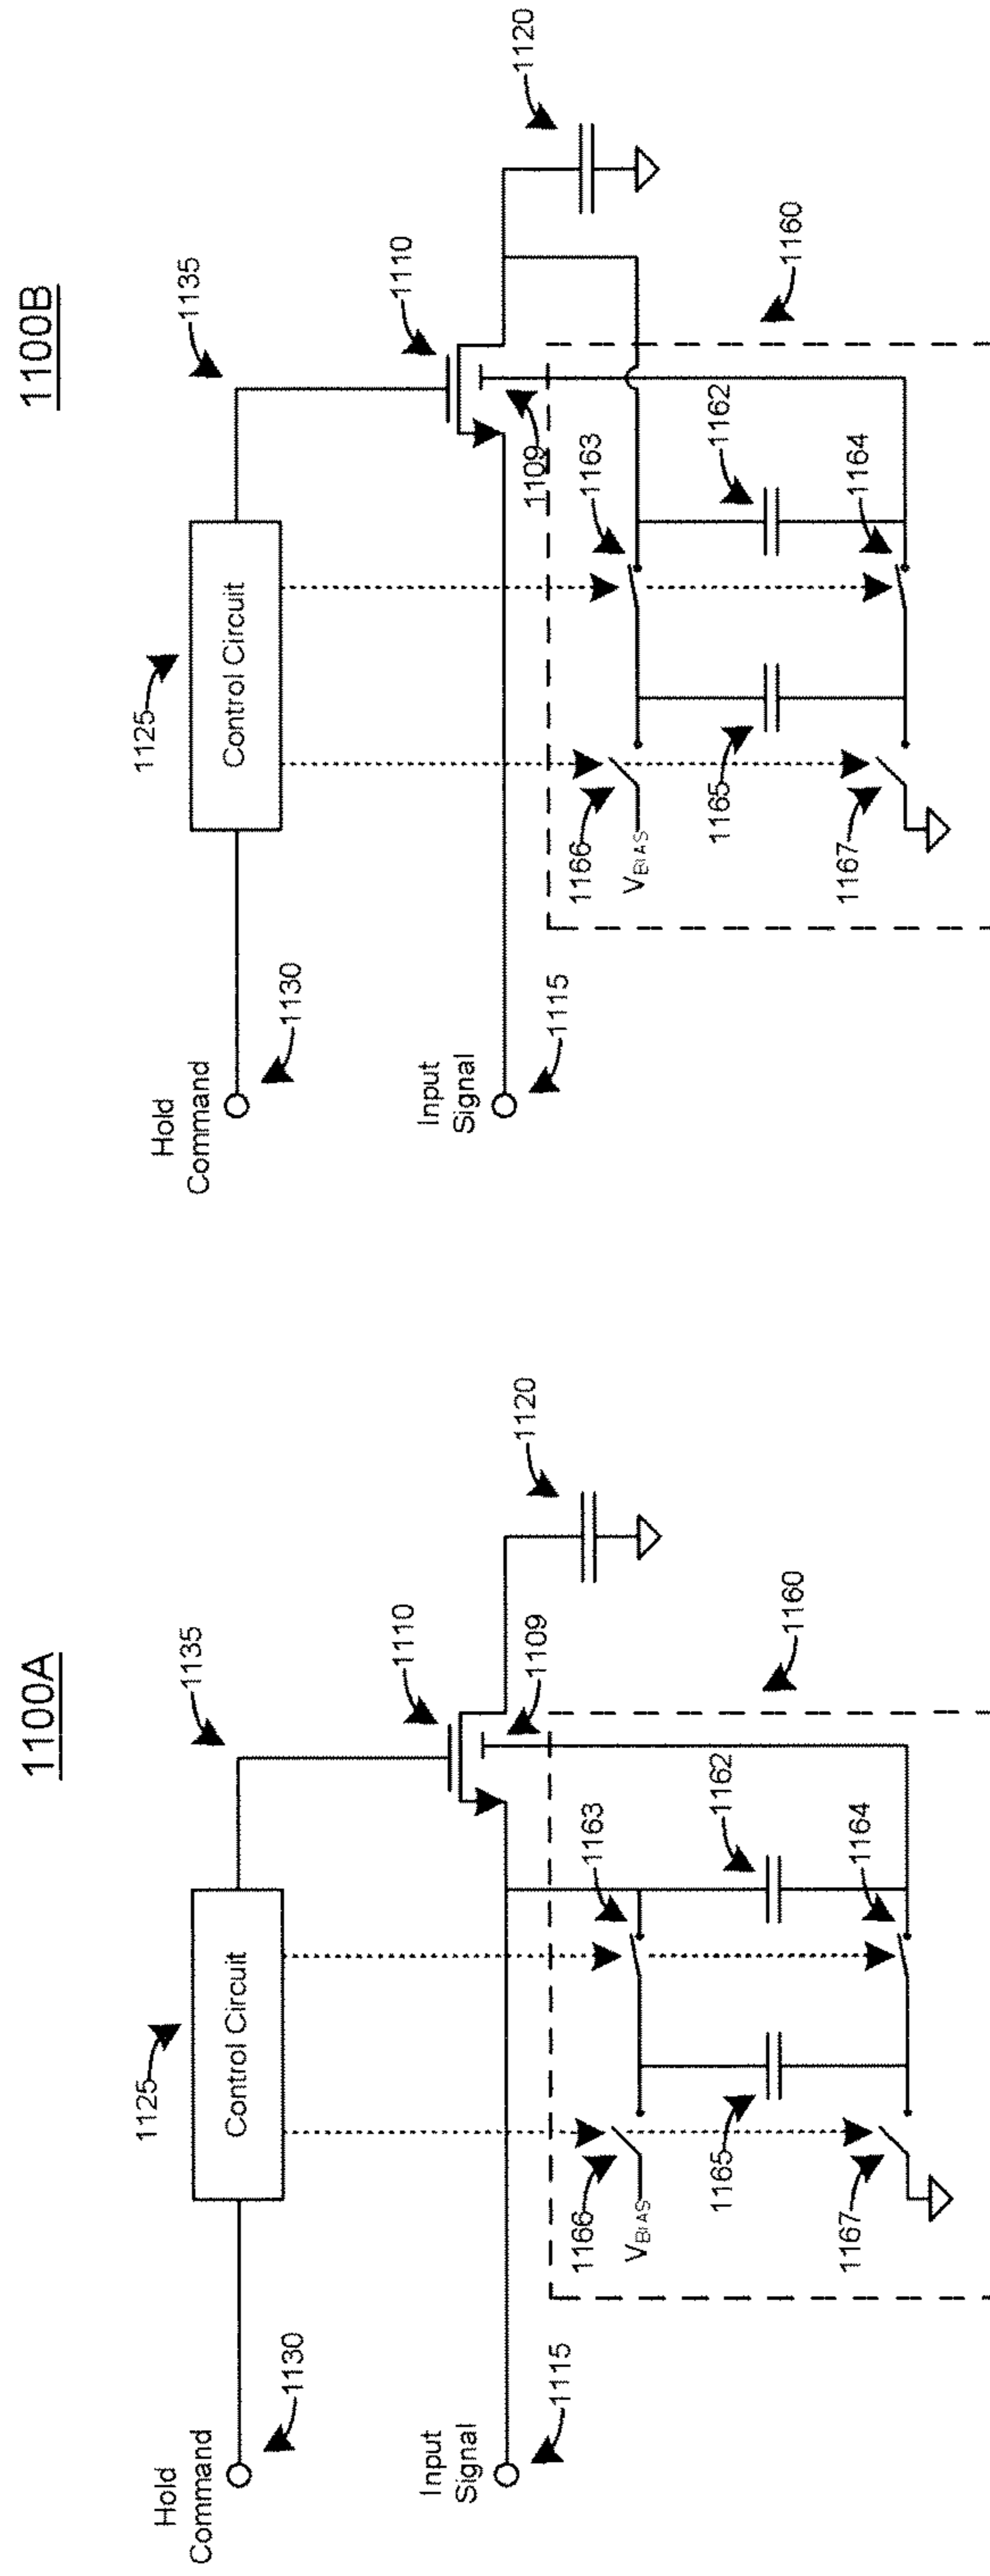 1100A
1135
1110
1120
1125
Control Circuit
Hold
Command
1130
Input
Signal
1115
1109
1160
1163
1162
1164
1166
V_BIAS
1165
1167
1100B
1135
1110
1120
1125
Control Circuit
Hold
Command
1130
Input
Signal
1115
1109
1160
1163
1162
1164
1166
V_BIAS
1165
1167